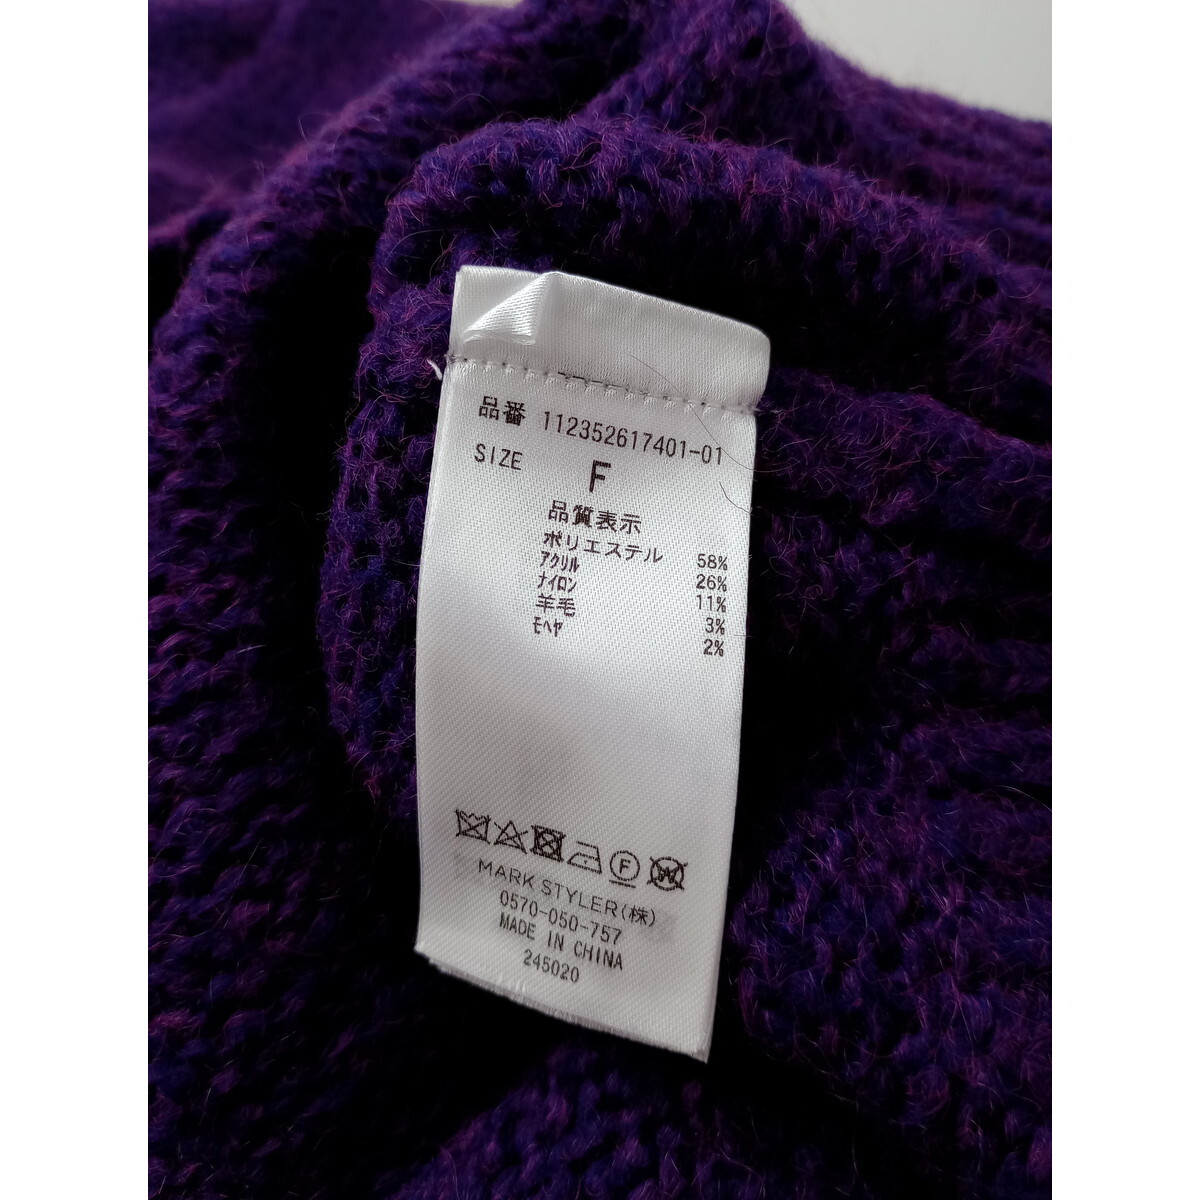 品番 112352617401-01
SIZE F
品質表示
ポリエステル 58%
ｱｸﾘﾙ 26%
ﾅｲﾛﾝ 11%
羊毛 3%
ﾓﾍﾔ 2%
F W
MARK STYLER(株)
0570-050-757
MADE IN CHINA
245020